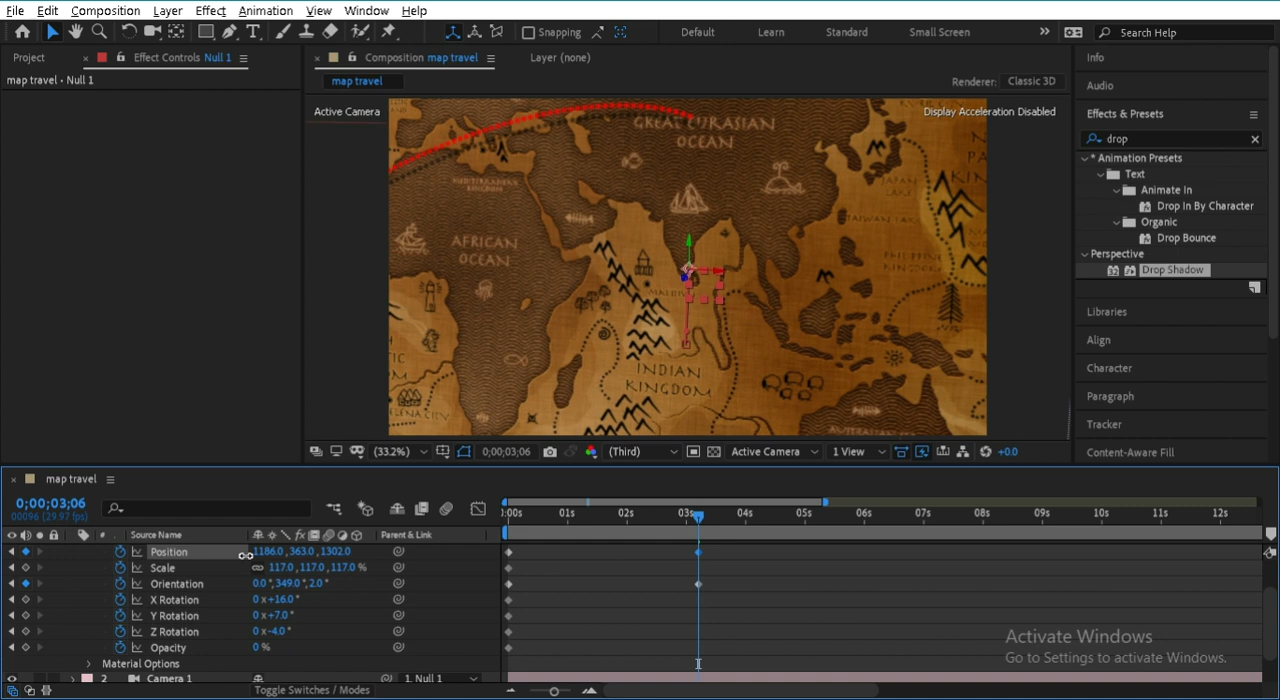 File Edit Composition Layer Effect Animation View Window Help
Snapping
Default Learn Standard Small Screen
Search Help
Project Effect Controls Null 1
map travel · Null 1
Composition map travel Layer (none)
map travel
Renderer: Classic 3D
Active Camera
Display Acceleration Disabled
GREAT EURASIAN
OCEAN
AFRICAN
OCEAN
INDIAN
KINGDOM
(33.2%) 0;00;03;06 (Third) Active Camera 1 View +0.0
Info
Audio
Effects & Presets
drop
* Animation Presets
Text
Animate In
Drop In By Character
Organic
Drop Bounce
Perspective
Drop Shadow
Libraries
Align
Character
Paragraph
Tracker
Content-Aware Fill
map travel
0;00;03;06
00096 (29.97 fps)
:00s 01s 02s 03s 04s 05s 06s 07s 08s 09s 10s 11s 12s
# Source Name Parent & Link
Position 1186.0, 363.0, 1302.0
Scale 117.0, 117.0, 117.0 %
Orientation 0.0°, 349.0°, 2.0°
X Rotation 0 x +16.0°
Y Rotation 0 x +7.0°
Z Rotation 0 x -4.0°
Opacity 0 %
Material Options
2 Camera 1 1. Null 1
Toggle Switches / Modes
Activate Windows
Go to Settings to activate Windows.